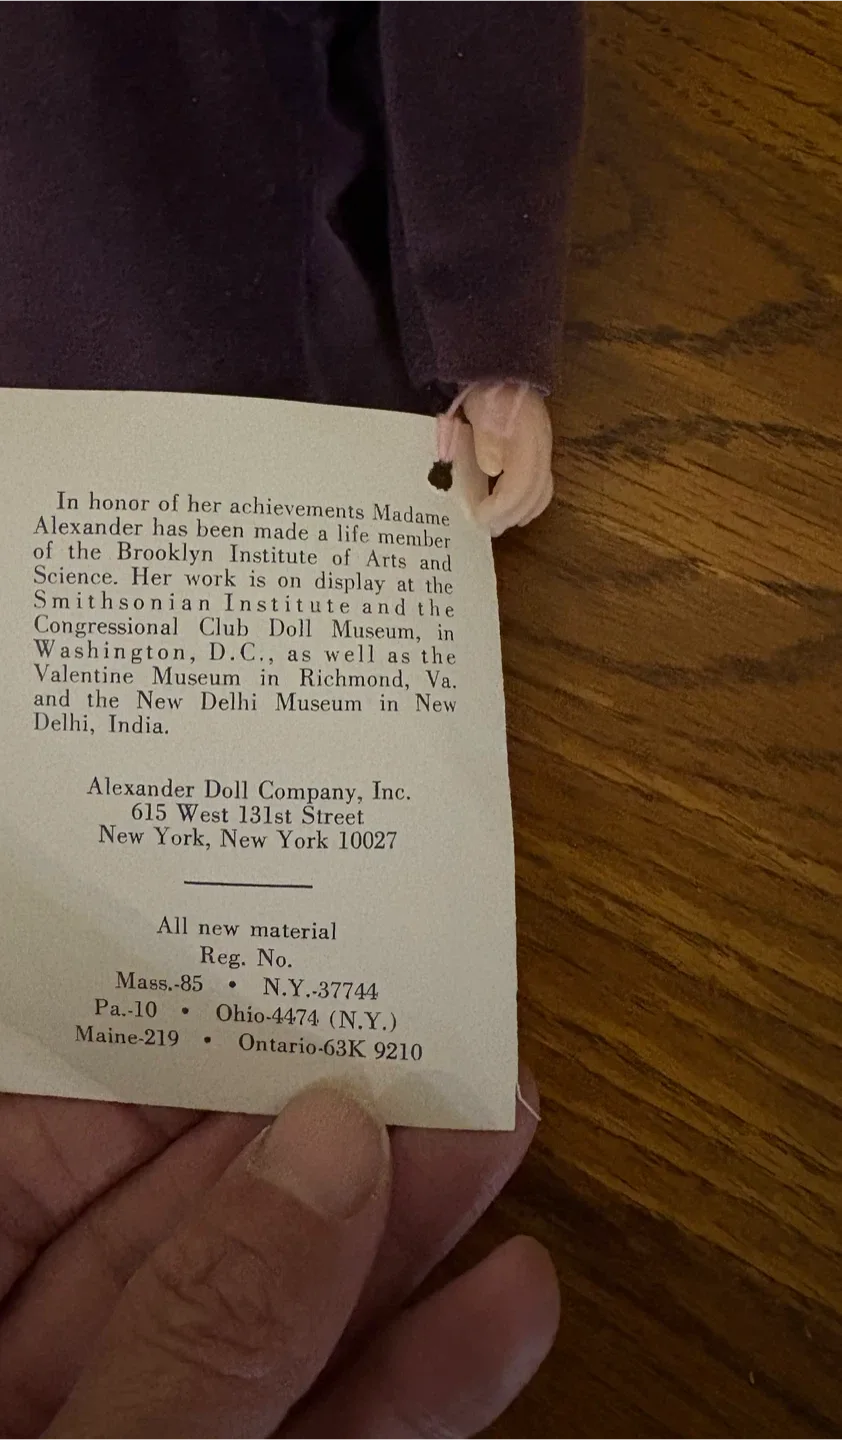 In honor of her achievements Madame
Alexander has been made a life member
of the Brooklyn Institute of Arts and
Science. Her work is on display at the
Smithsonian Institute and the
Congressional Club Doll Museum, in
Washington, D.C., as well as the
Valentine Museum in Richmond, Va.
and the New Delhi Museum in New
Delhi, India.
Alexander Doll Company, Inc.
615 West 131st Street
New York, New York 10027
All new material
Reg. No.
Mass.-85 • N.Y.-37744
Pa.-10 • Ohio-4474 (N.Y.)
Maine-219 • Ontario-63K 9210